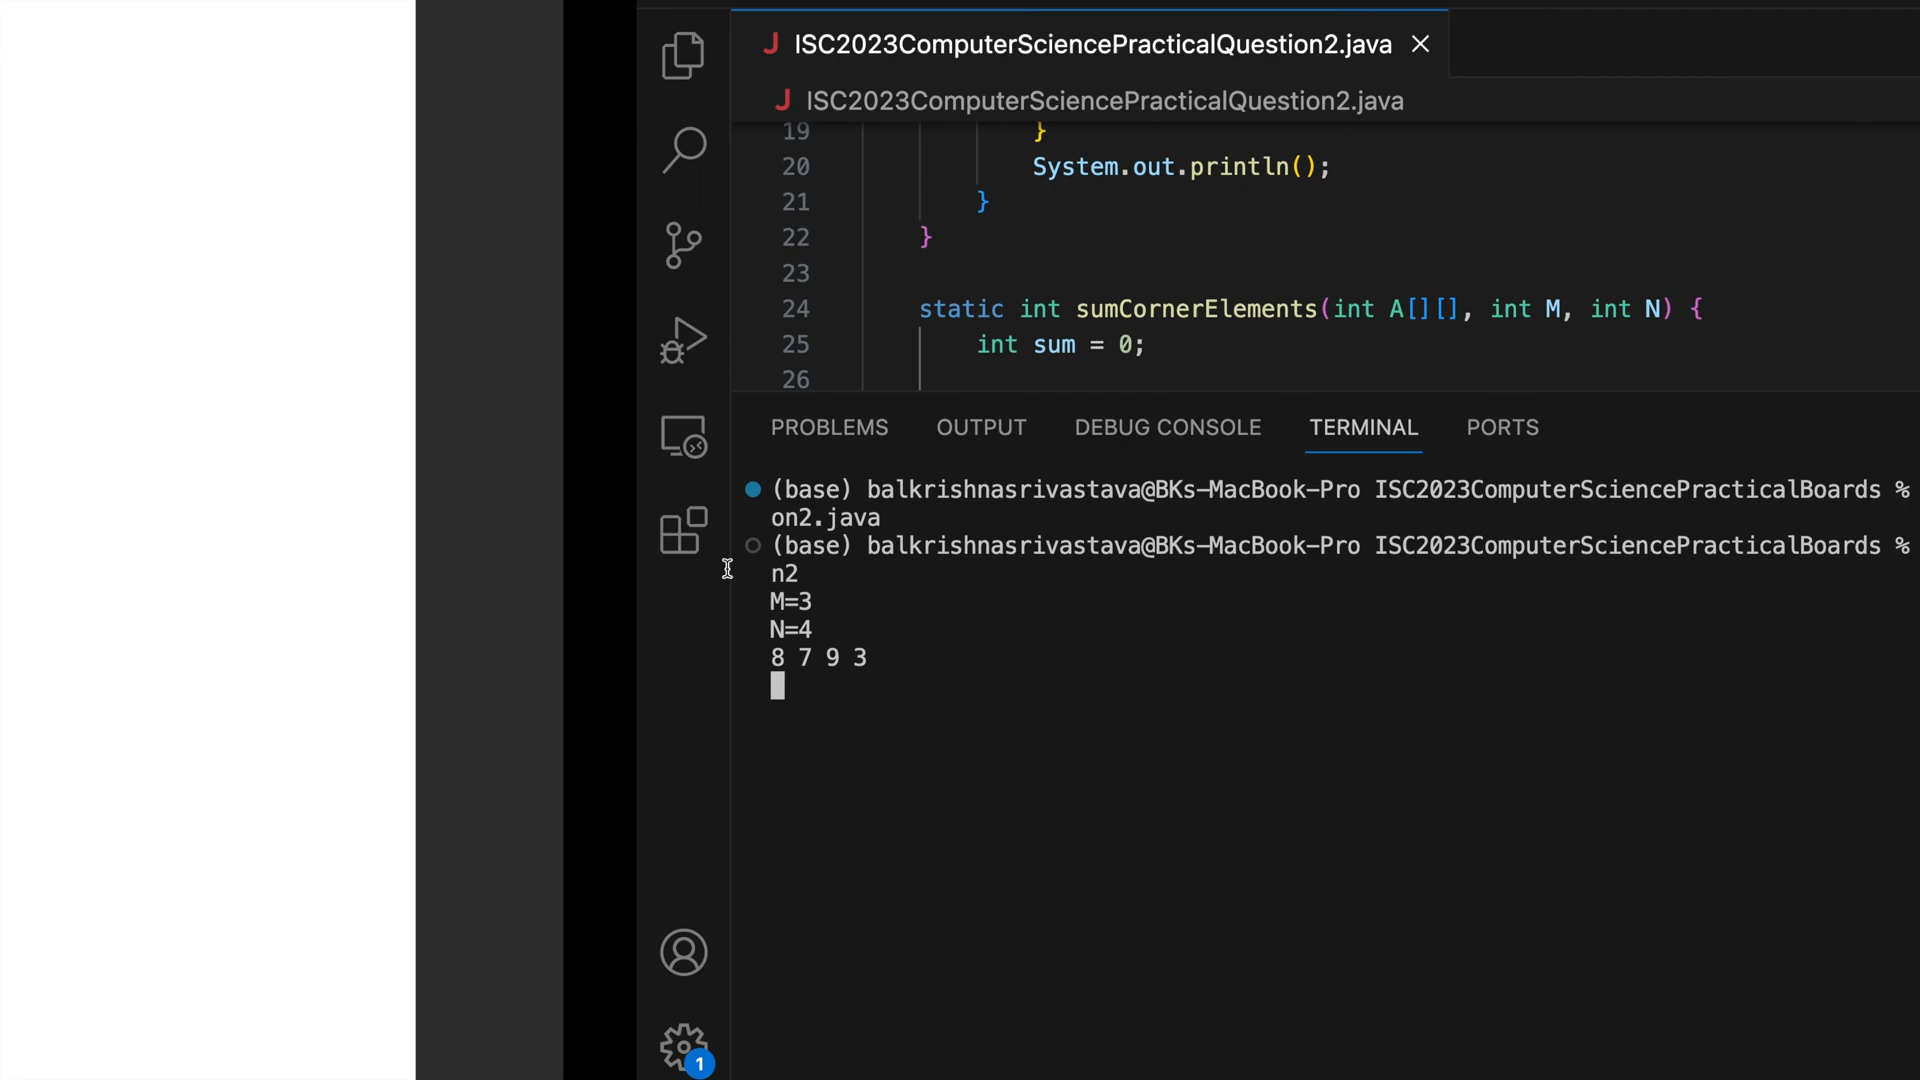 ISC2023ComputerSciencePracticalQuestion2.java
ISC2023ComputerSciencePracticalQuestion2.java
19 }
20 System.out.println();
21 }
22 }
23
24 static int sumCornerElements(int A[][], int M, int N) {
25 int sum = 0;
26
PROBLEMS OUTPUT DEBUG CONSOLE TERMINAL PORTS
(base) balkrishnasrivastava@BKs-MacBook-Pro ISC2023ComputerSciencePracticalBoards %
on2.java
(base) balkrishnasrivastava@BKs-MacBook-Pro ISC2023ComputerSciencePracticalBoards %
n2
M=3
N=4
8 7 9 3
1